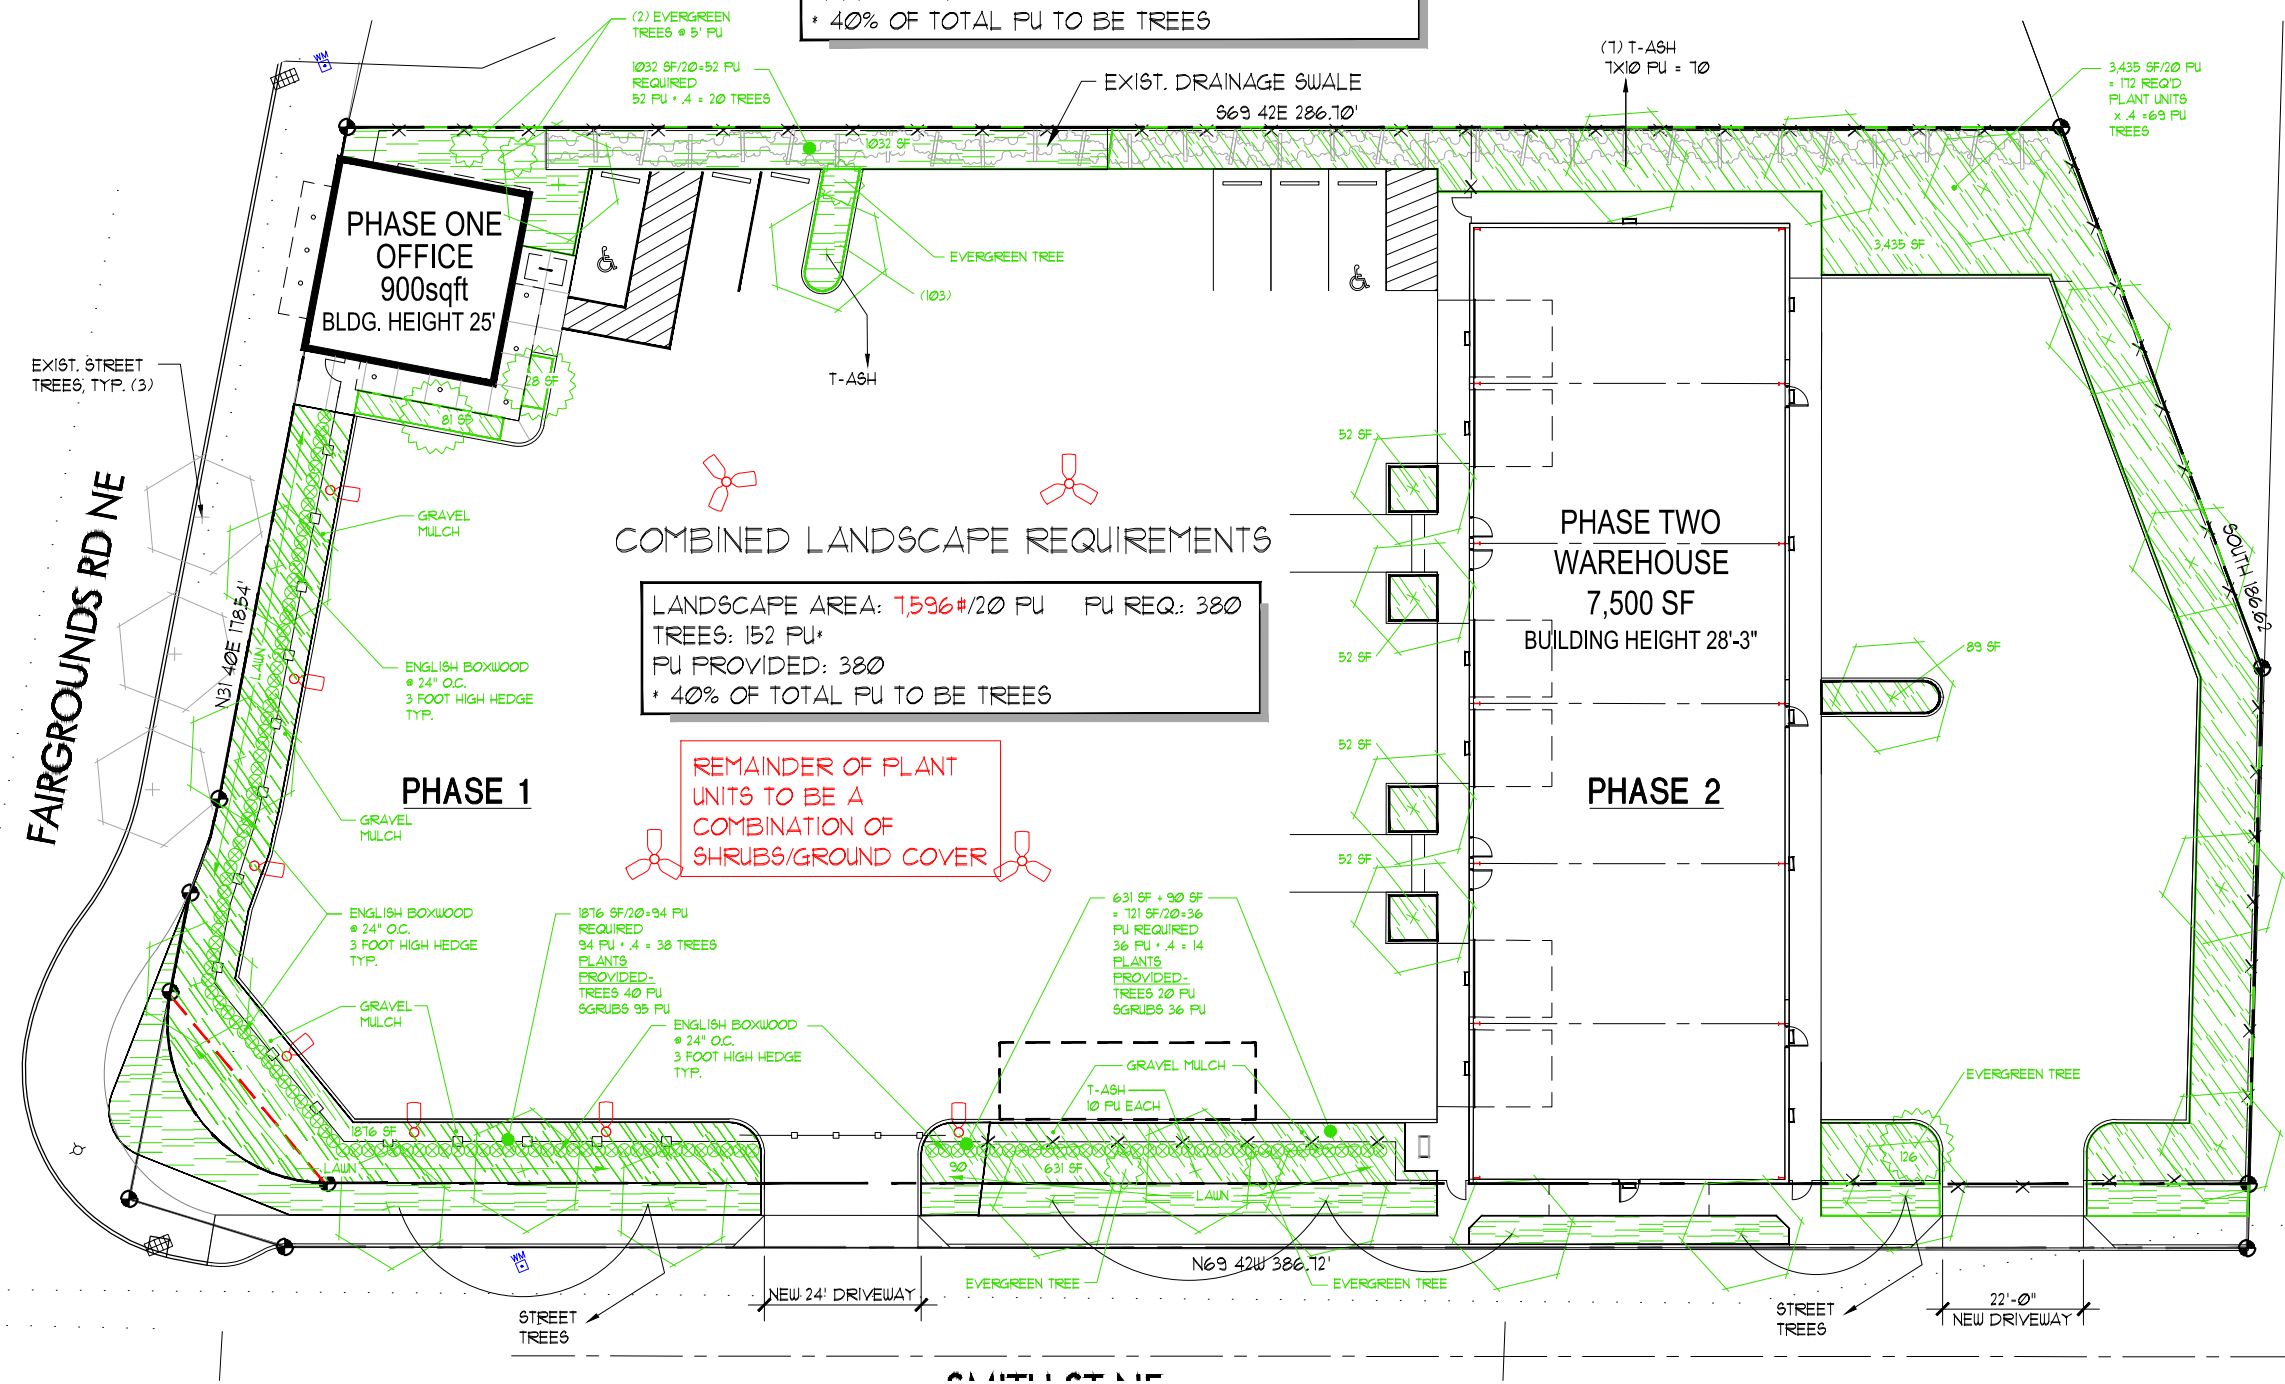 * 40% OF TOTAL PU TO BE TREES
(2) EVERGREEN
TREES @ 5' PU
1032 SF/20=52 PU
REQUIRED
52 PU * .4 = 20 TREES
WM
EXIST. DRAINAGE SWALE
S69 42E 286.70'
(7) T-ASH
7X10 PU = 70
3,435 SF/20 PU
= 172 REQ'D
PLANT UNITS
x .4 =69 PU
TREES
1032 SF
PHASE ONE
OFFICE
900sqft
BLDG. HEIGHT 25'
EVERGREEN TREE
(103)
T-ASH
3,435 SF
EXIST. STREET
TREES, TYP. (3)
28 SF
81 SF
FAIRGROUNDS RD NE
N31 40E 178.54'
LAWN
GRAVEL
MULCH
ENGLISH BOXWOOD
@ 24" O.C.
3 FOOT HIGH HEDGE
TYP.
COMBINED LANDSCAPE REQUIREMENTS
LANDSCAPE AREA: 7,596#/20 PU PU REQ.: 380
TREES: 152 PU*
PU PROVIDED: 380
* 40% OF TOTAL PU TO BE TREES
REMAINDER OF PLANT
UNITS TO BE A
COMBINATION OF
SHRUBS/GROUND COVER
PHASE 1
52 SF
52 SF
52 SF
52 SF
PHASE TWO
WAREHOUSE
7,500 SF
BUILDING HEIGHT 28'-3"
PHASE 2
89 SF
SOUTH 186.62
GRAVEL
MULCH
ENGLISH BOXWOOD
@ 24" O.C.
3 FOOT HIGH HEDGE
TYP.
GRAVEL
MULCH
1876 SF/20=94 PU
REQUIRED
94 PU * .4 = 38 TREES
PLANTS
PROVIDED-
TREES 40 PU
SGRUBS 95 PU
ENGLISH BOXWOOD
@ 24" O.C.
3 FOOT HIGH HEDGE
TYP.
631 SF + 90 SF
= 721 SF/20=36
PU REQUIRED
36 PU * .4 = 14
PLANTS
PROVIDED-
TREES 20 PU
SGRUBS 36 PU
GRAVEL MULCH
T-ASH
10 PU EACH
EVERGREEN TREE
1876 SF
LAWN
90
631 SF
LAWN
126
WM
N69 42W 386.72'
EVERGREEN TREE
EVERGREEN TREE
NEW 24' DRIVEWAY
STREET
TREES
STREET
TREES
22'-0"
NEW DRIVEWAY
SMITH ST NE